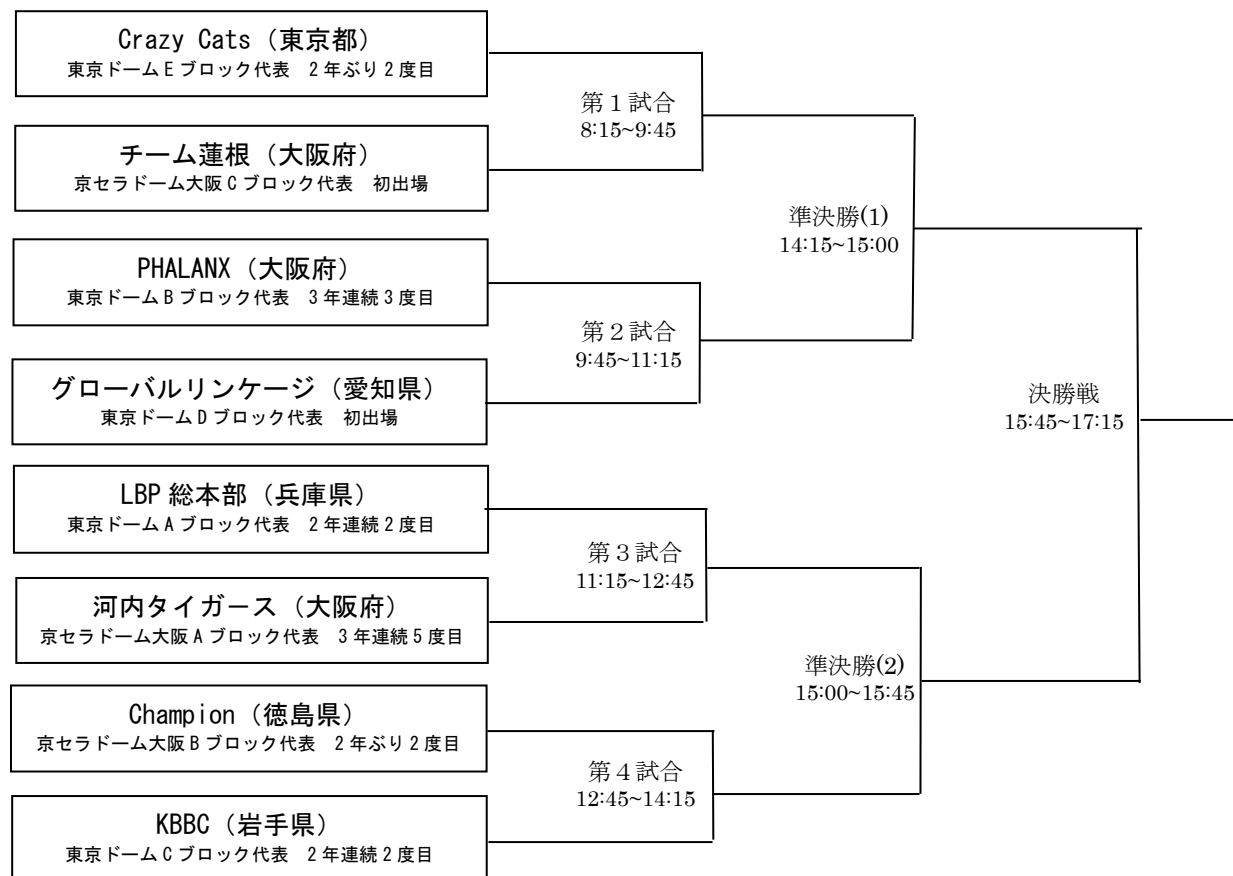 Crazy Cats（東京都）
東京ドームEブロック代表　2年ぶり2度目
第１試合
8:15~9:45
チーム蓮根（大阪府）
京セラドーム大阪Cブロック代表　初出場
準決勝(1)
14:15~15:00
PHALANX（大阪府）
東京ドームBブロック代表　3年連続3度目
第２試合
9:45~11:15
グローバルリンケージ（愛知県）
東京ドームDブロック代表　初出場
決勝戦
15:45~17:15
LBP総本部（兵庫県）
東京ドームAブロック代表　2年連続2度目
第３試合
11:15~12:45
河内タイガース（大阪府）
京セラドーム大阪Aブロック代表　3年連続5度目
準決勝(2)
15:00~15:45
Champion（徳島県）
京セラドーム大阪Bブロック代表　2年ぶり2度目
第４試合
12:45~14:15
KBBC（岩手県）
東京ドームCブロック代表　2年連続2度目